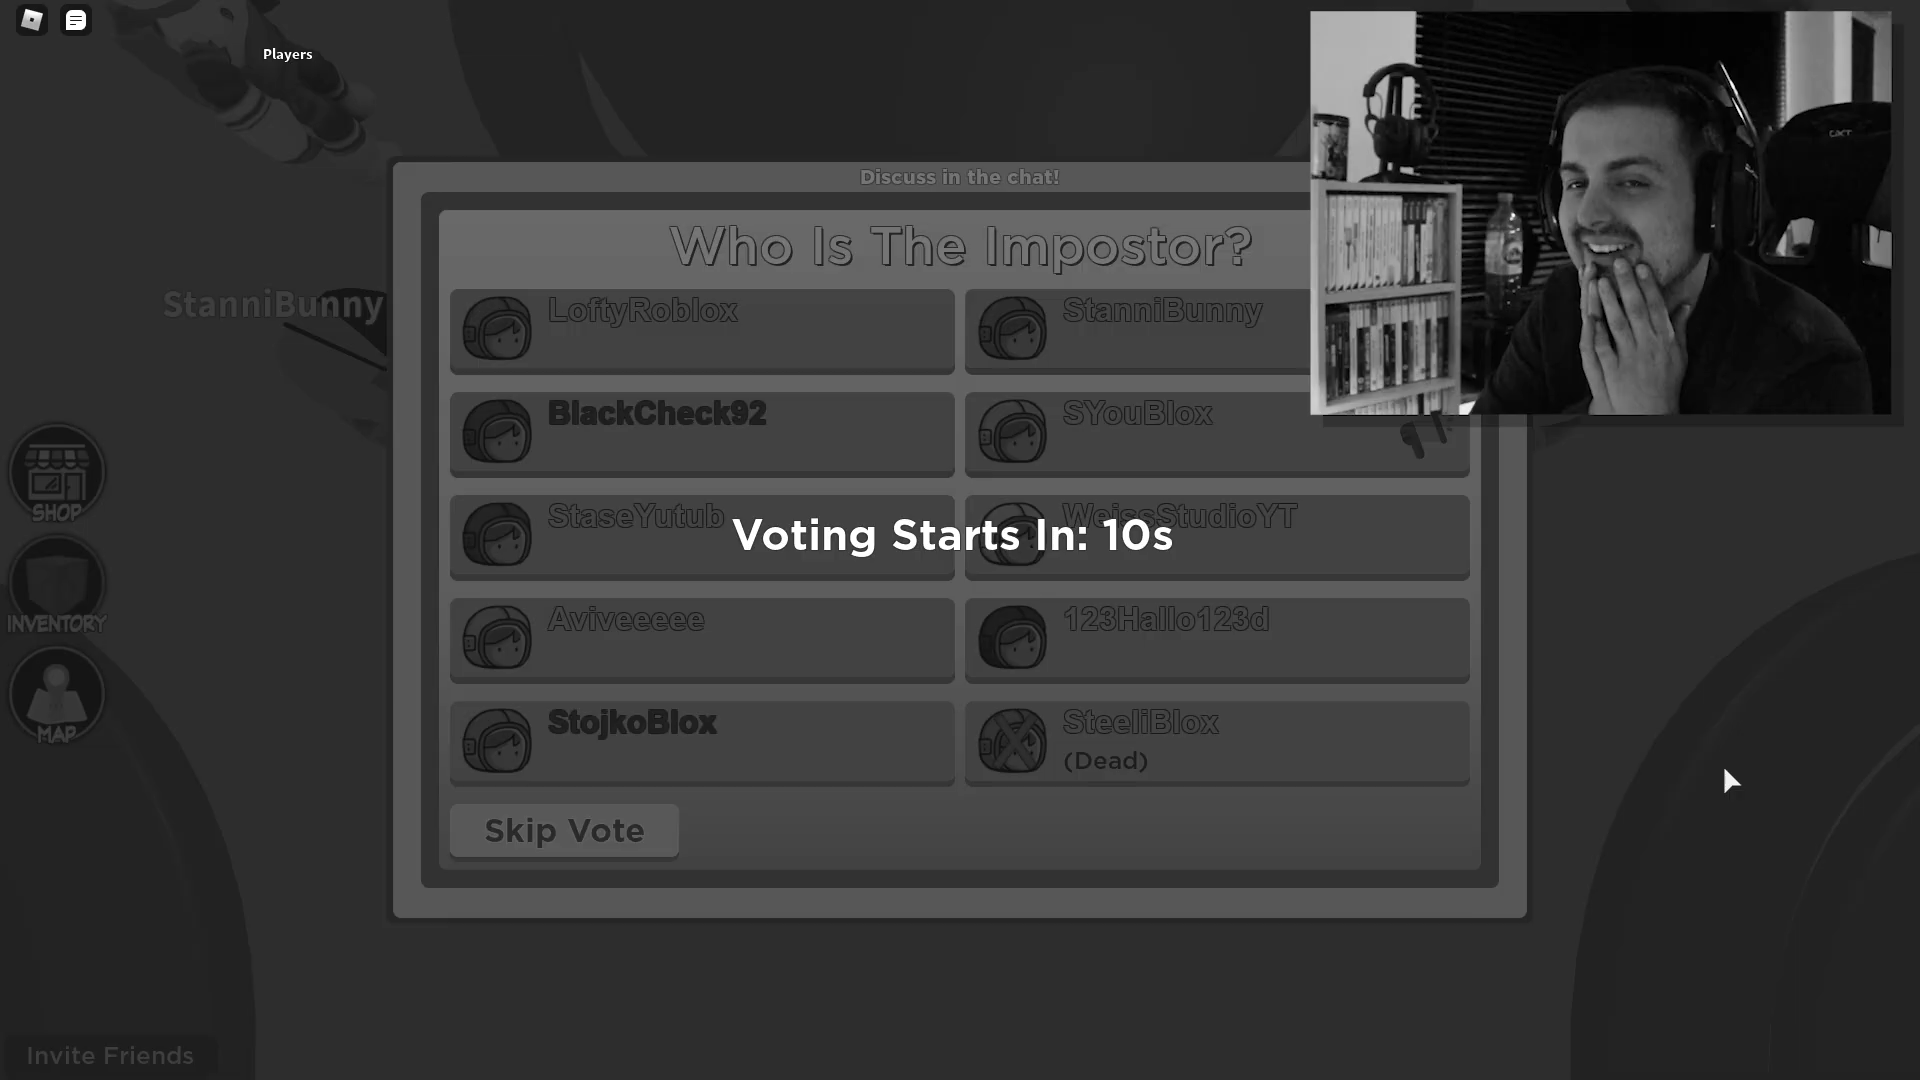 Players
Discuss in the chat!
Who Is The Impostor?
StanniBunny
LoftyRoblox
StanniBunny
BlackCheck92
SYouBlox
StaseYutub
WeissStudioYT
Voting Starts In: 10s
Aviveeeee
123Hallo123d
StojkoBlox
SteeliBlox
(Dead)
Skip Vote
SHOP
INVENTORY
MAP
Invite Friends